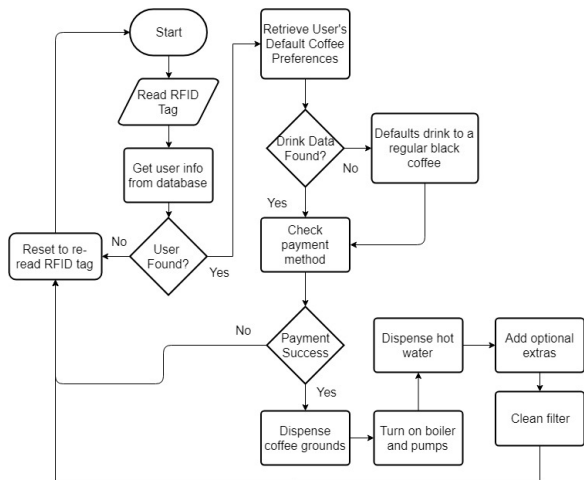 Start
Read RFID
Tag
Get user info
from database
User
Found?
No
Yes
Reset to re-
read RFID tag
Retrieve User's
Default Coffee
Preferences
Drink Data
Found?
No
Yes
Defaults drink to a
regular black
coffee
Check
payment
method
Payment
Success
No
Yes
Dispense
coffee grounds
Turn on boiler
and pumps
Dispense hot
water
Add optional
extras
Clean filter